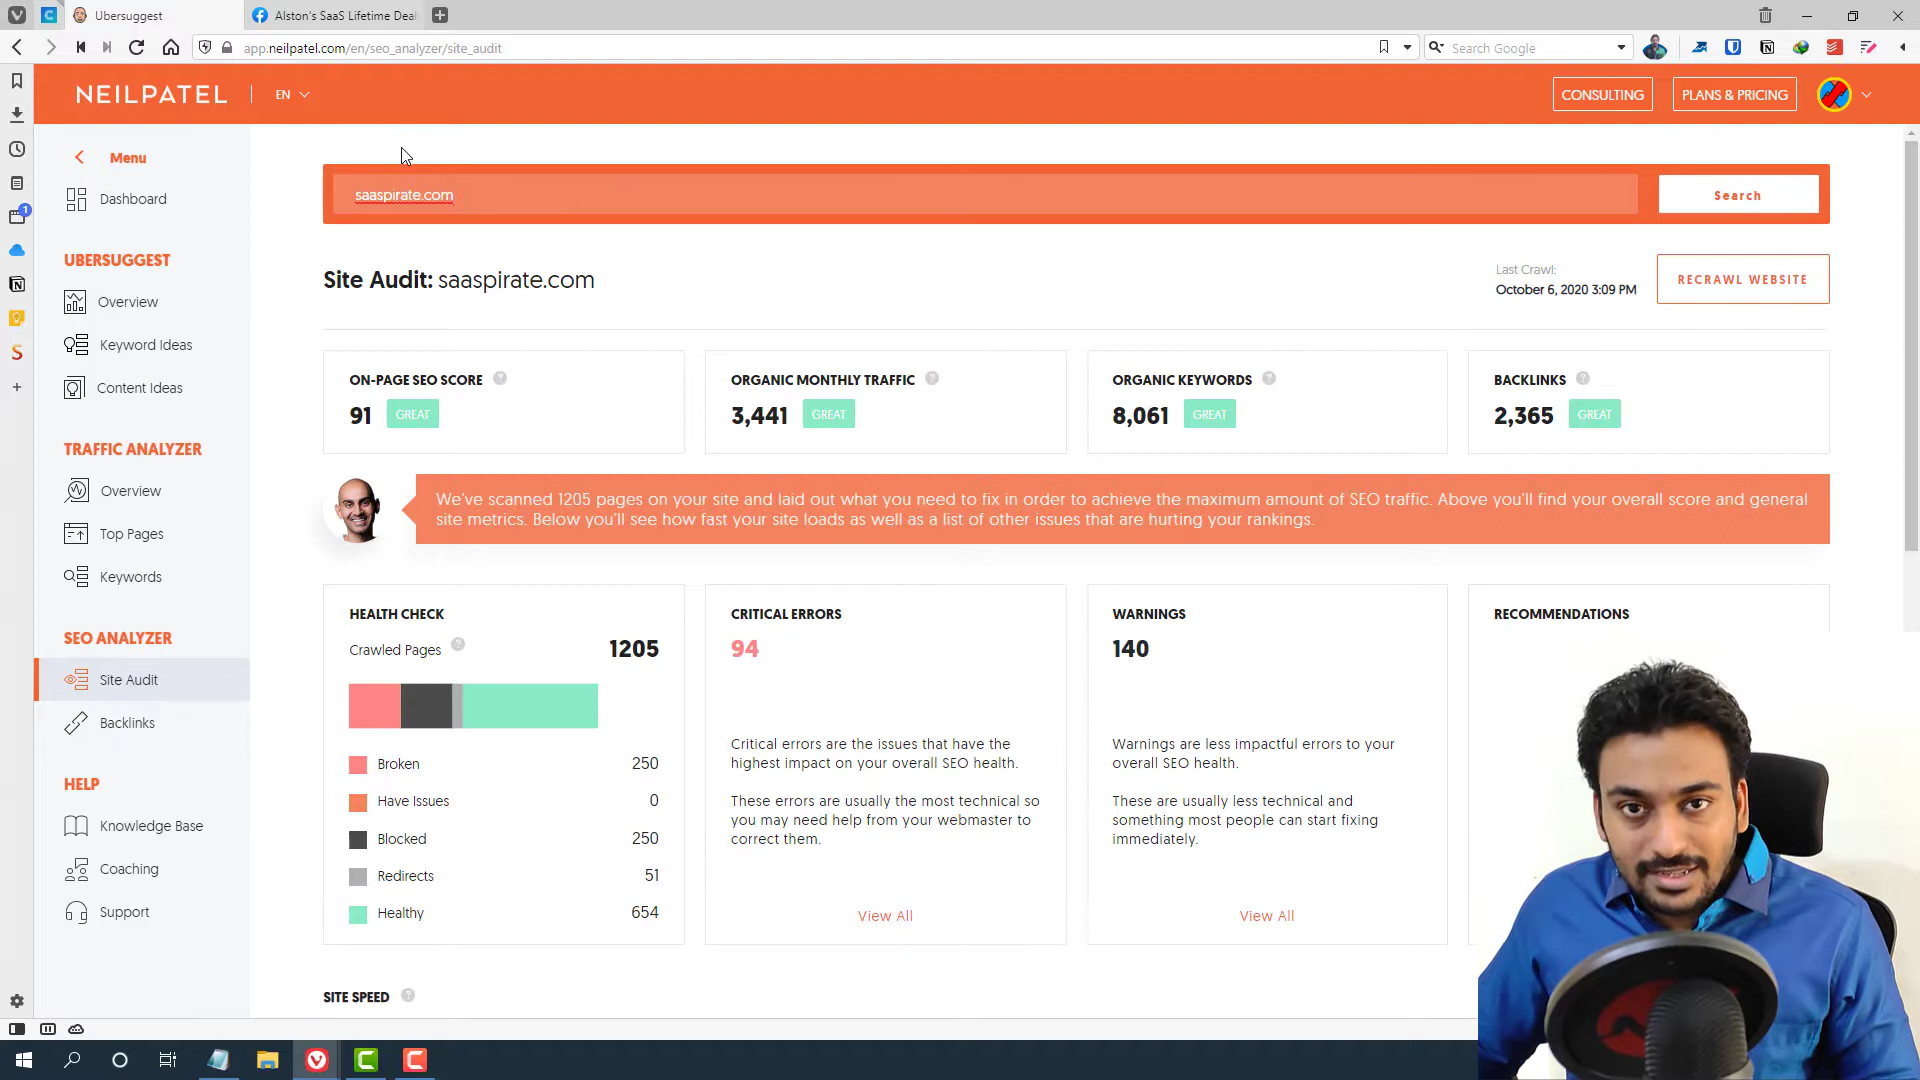 Ubersuggest
Alston's SaaS Lifetime Dea
app.neilpatel.com/en/seo_analyzer/site_audit
Search Google
NEILPATEL
EN
CONSULTING
PLANS & PRICING
Menu
Dashboard
UBERSUGGEST
Overview
Keyword Ideas
Content Ideas
TRAFFIC ANALYZER
Overview
Top Pages
Keywords
SEO ANALYZER
Site Audit
Backlinks
HELP
Knowledge Base
Coaching
Support
saaspirate.com
Search
Site Audit: saaspirate.com
Last Crawl:
October 6, 2020 3:09 PM
RECRAWL WEBSITE
ON-PAGE SEO SCORE ?
91 GREAT
ORGANIC MONTHLY TRAFFIC ?
3,441 GREAT
ORGANIC KEYWORDS ?
8,061 GREAT
BACKLINKS ?
2,365 GREAT
We've scanned 1205 pages on your site and laid out what you need to fix in order to achieve the maximum amount of SEO traffic. Above you'll find your overall score and general
site metrics. Below you'll see how fast your site loads as well as a list of other issues that are hurting your rankings.
HEALTH CHECK
Crawled Pages ? 1205
Broken 250
Have Issues 0
Blocked 250
Redirects 51
Healthy 654
CRITICAL ERRORS
94
Critical errors are the issues that have the
highest impact on your overall SEO health.
These errors are usually the most technical so
you may need help from your webmaster to
correct them.
View All
WARNINGS
140
Warnings are less impactful errors to your
overall SEO health.
These are usually less technical and
something most people can start fixing
immediately.
View All
RECOMMENDATIONS
SITE SPEED ?